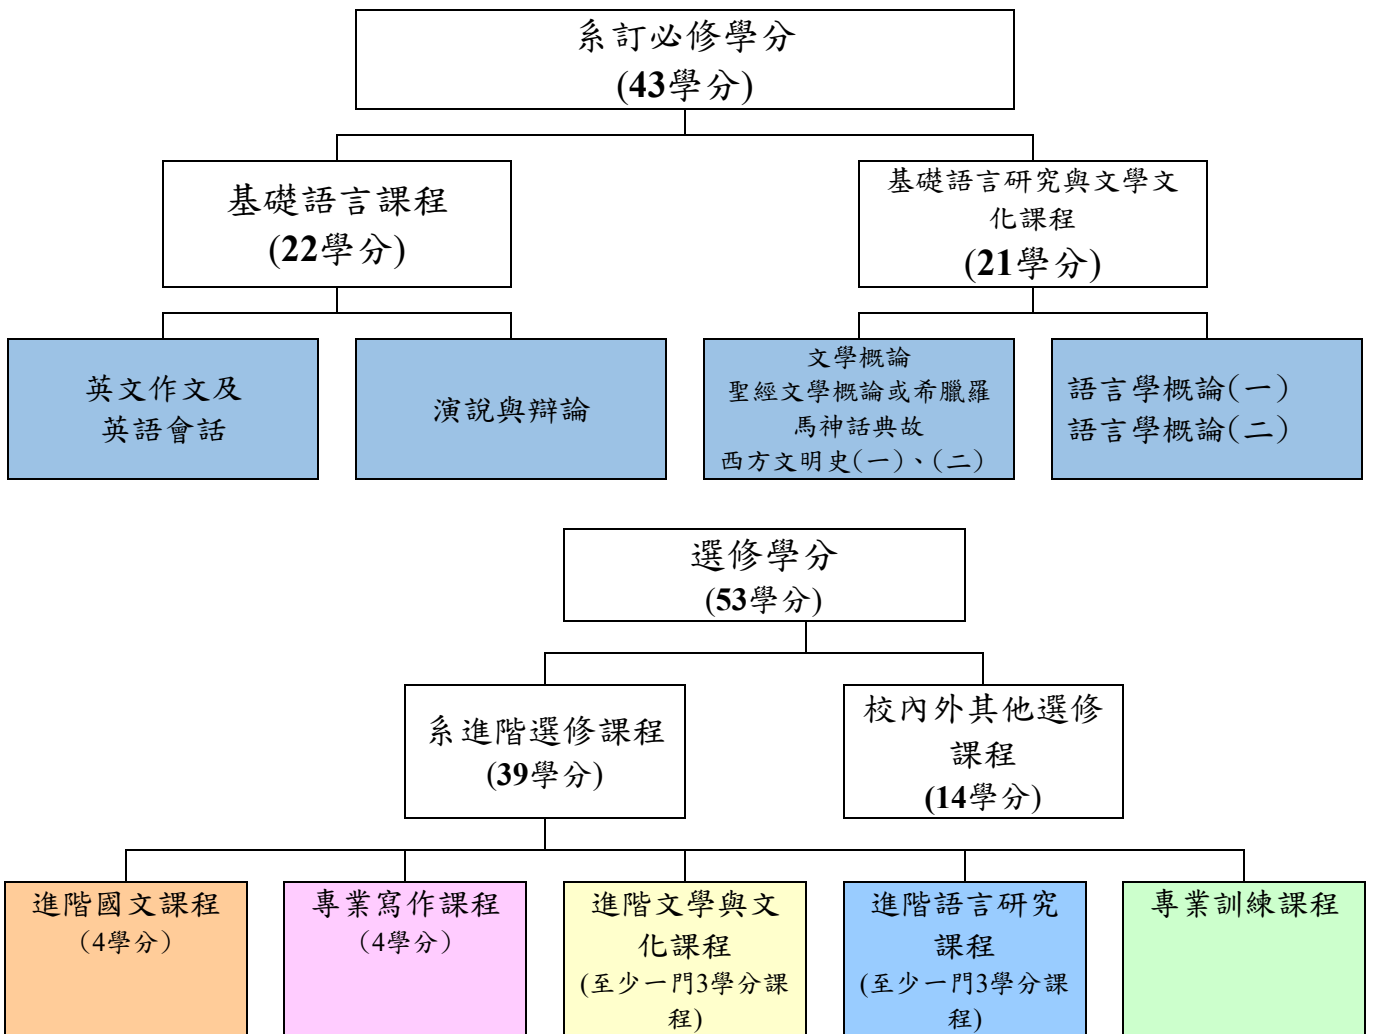 系訂必修學分
(43學分)
基礎語言課程
(22學分)
基礎語言研究與文學文
化課程
(21學分)
英文作文及
英語會話
演說與辯論
文學概論
聖經文學概論或希臘羅
馬神話典故
西方文明史(一)、(二)
語言學概論(一)
語言學概論(二)
選修學分
(53學分)
系進階選修課程
(39學分)
校內外其他選修
課程
(14學分)
進階國文課程
（4學分）
專業寫作課程
（4學分）
進階文學與文
化課程
(至少一門3學分課
程)
進階語言研究
課程
(至少一門3學分課
程)
專業訓練課程